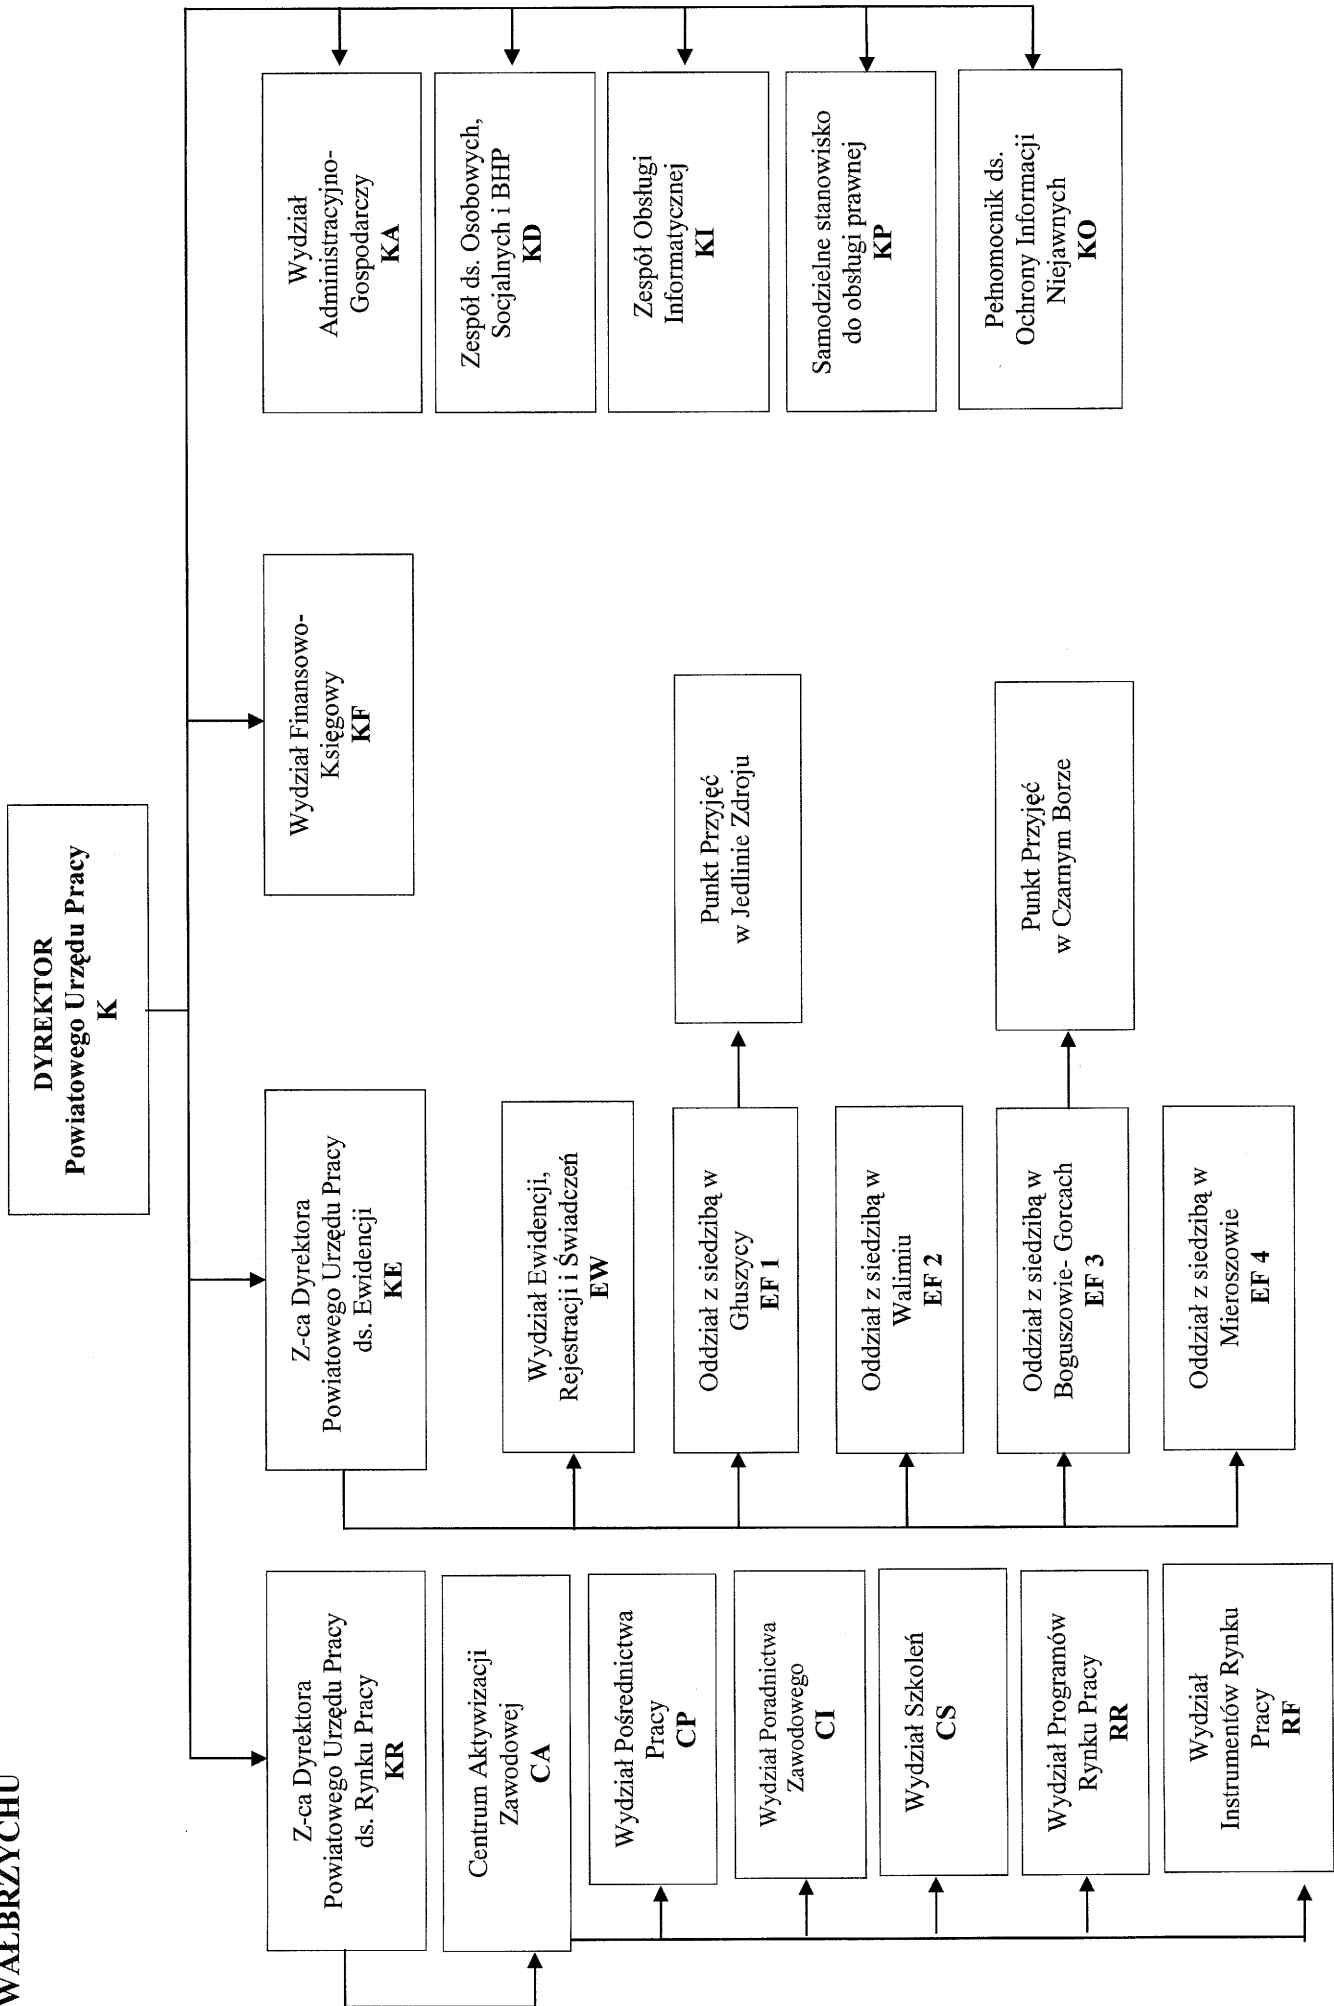 WAŁBRZYCHU
DYREKTOR
Powiatowego Urzędu Pracy
K
Z-ca Dyrektora
Powiatowego Urzędu Pracy
ds. Rynku Pracy
KR
Z-ca Dyrektora
Powiatowego Urzędu Pracy
ds. Ewidencji
KE
Wydział Finansowo-
Księgowy
KF
Wydział
Administracyjno-
Gospodarczy
KA
Centrum Aktywizacji
Zawodowej
CA
Wydział Pośrednictwa
Pracy
CP
Wydział Poradnictwa
Zawodowego
CI
Wydział Szkoleń
CS
Wydział Programów
Rynku Pracy
RR
Wydział
Instrumentów Rynku
Pracy
RF
Wydział Ewidencji,
Rejestracji i Świadczeń
EW
Oddział z siedzibą w
Głuszycy
EF 1
Oddział z siedzibą w
Walimiu
EF 2
Oddział z siedzibą w
Boguszowie- Gorcach
EF 3
Oddział z siedzibą w
Mieroszowie
EF 4
Punkt Przyjęć
w Jedlinie Zdroju
Punkt Przyjęć
w Czarnym Borze
Zespół ds. Osobowych,
Socjalnych i BHP
KD
Zespół Obsługi
Informatycznej
KI
Samodzielne stanowisko
do obsługi prawnej
KP
Pełnomocnik ds.
Ochrony Informacji
Niejawnych
KO